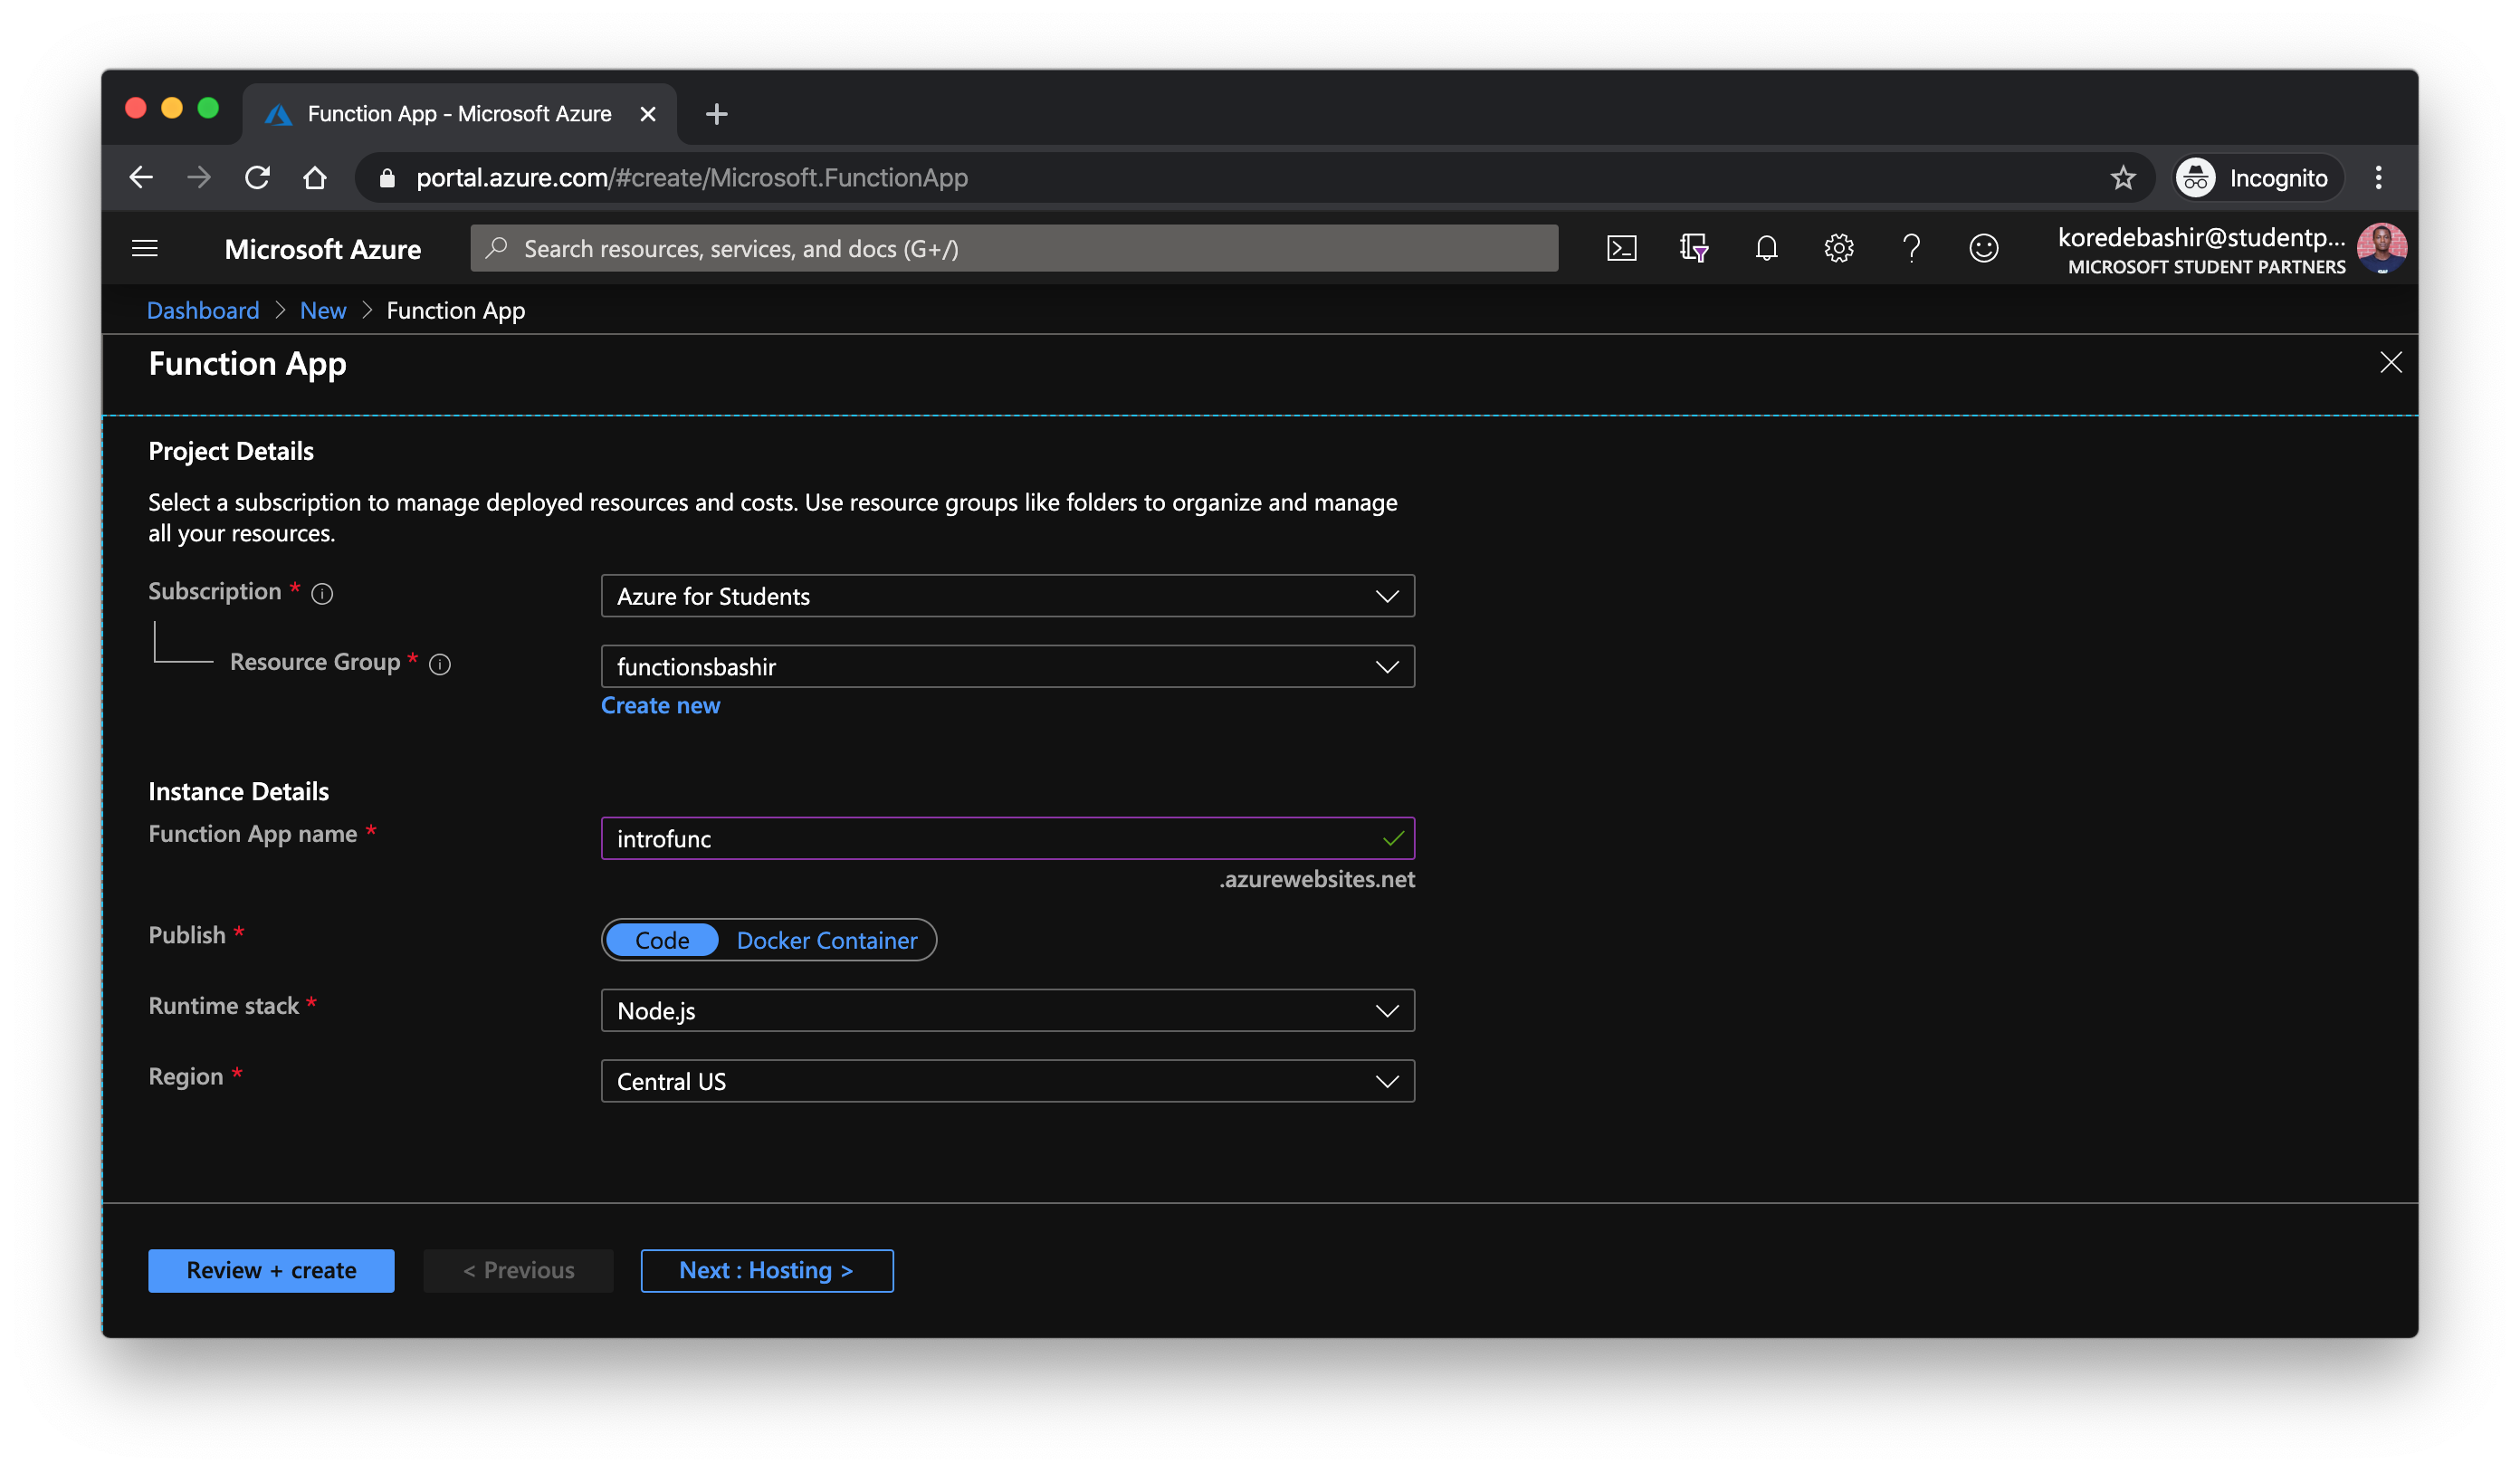 Function App - Microsoft Azure
portal.azure.com/#create/Microsoft.FunctionApp
Incognito
Microsoft Azure
Search resources, services, and docs (G+/)
koredebashir@studentp...
MICROSOFT STUDENT PARTNERS
Dashboard > New > Function App
Function App
Project Details
Select a subscription to manage deployed resources and costs. Use resource groups like folders to organize and manage
all your resources.
Subscription *
Azure for Students
Resource Group *
functionsbashir
Create new
Instance Details
Function App name *
introfunc
.azurewebsites.net
Publish *
Code
Docker Container
Runtime stack *
Node.js
Region *
Central US
Review + create
< Previous
Next : Hosting >